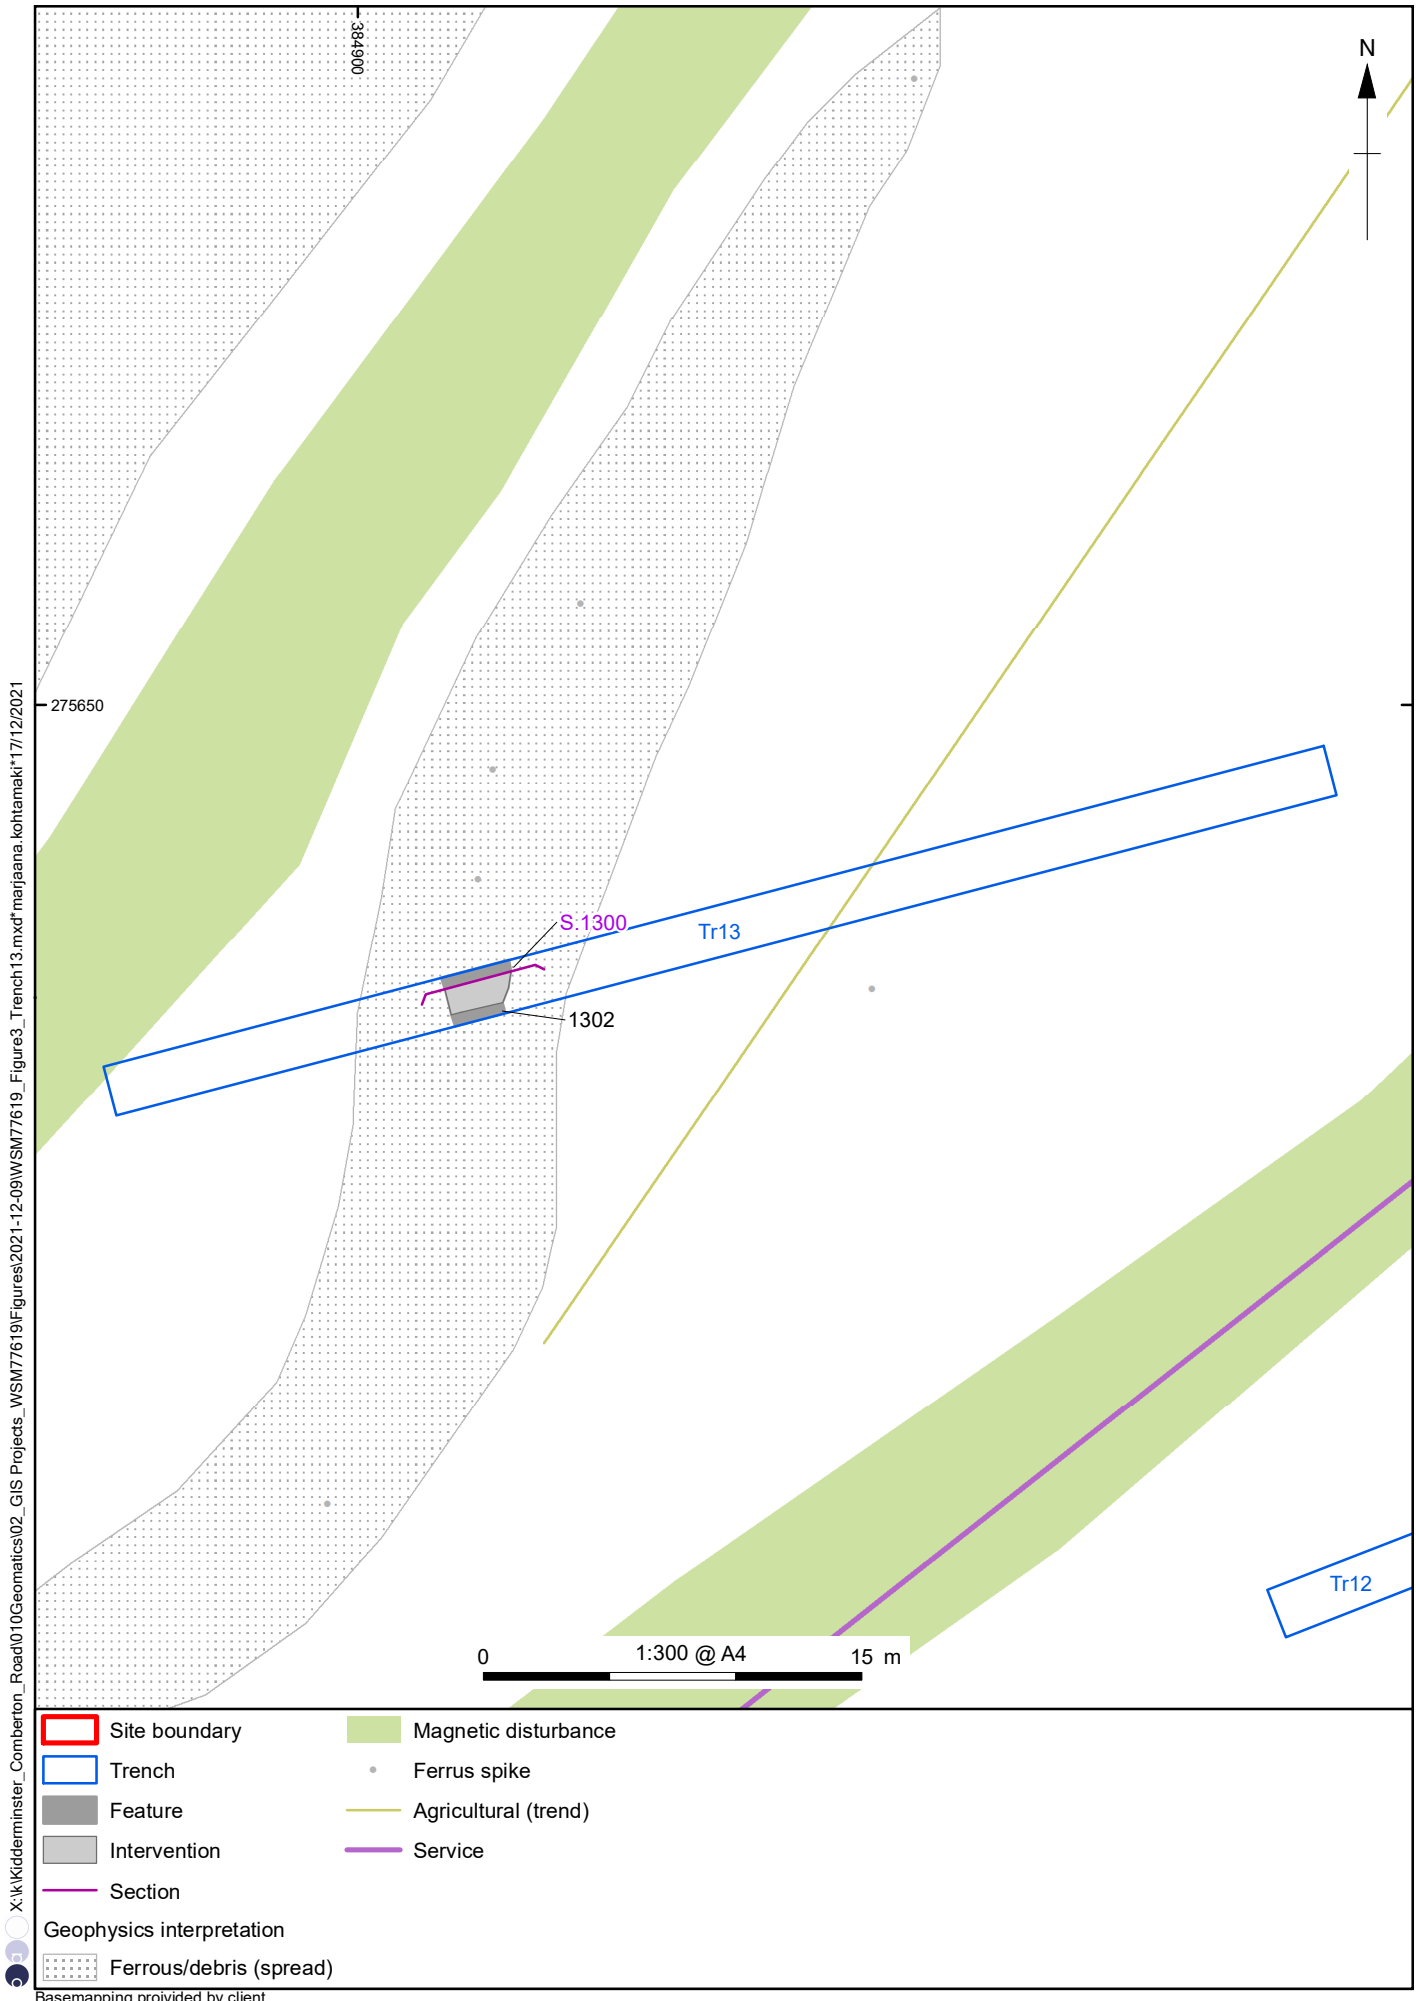 384900
N
275650
S.1300
Tr13
1302
Tr12
0 1:300 @ A4 15 m
Site boundary
Trench
Feature
Intervention
Section
Geophysics interpretation
Ferrous/debris (spread)
Magnetic disturbance
Ferrus spike
Agricultural (trend)
Service
X:\k\Kidderminster_Comberton_Road\010Geomatics\02_GIS Projects_WSM77619\Figures\2021-12-09\WSM77619_Figure3_Trench13.mxd*marjaana.kohtamaki*17/12/2021
Basemapping proivided by client